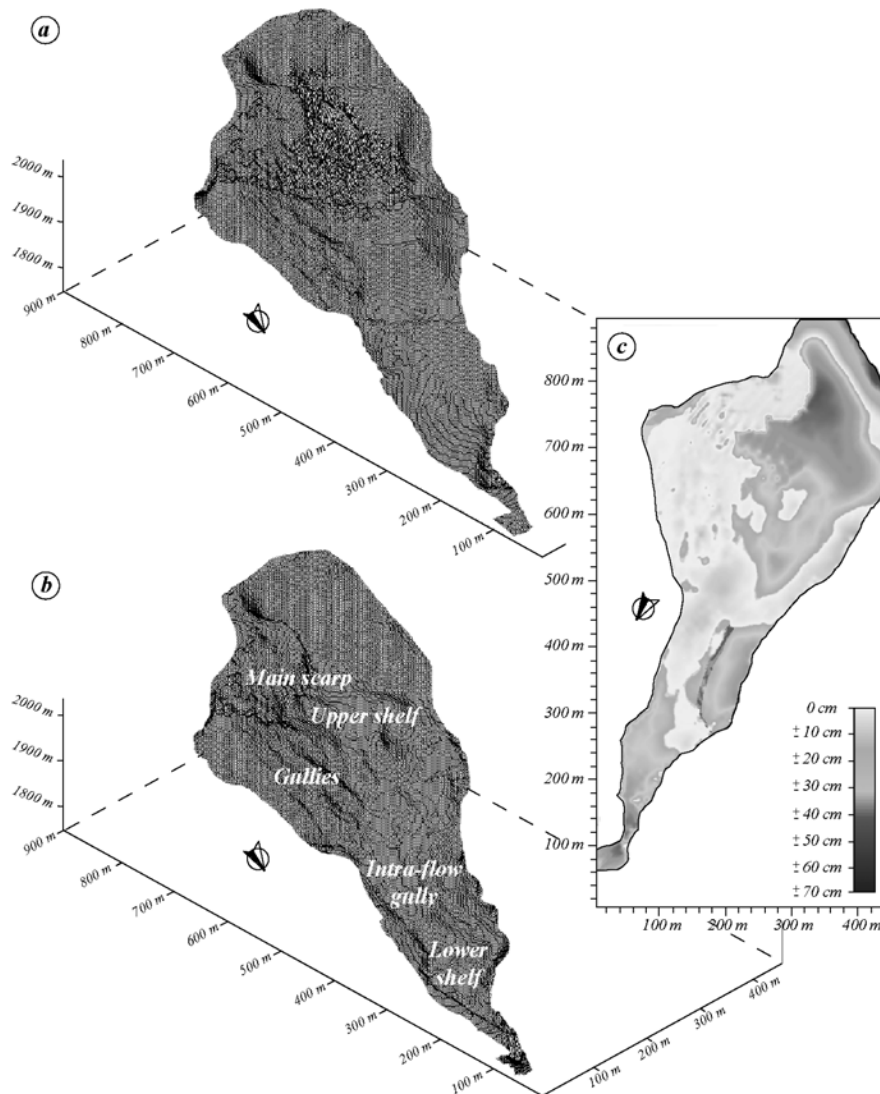 a
2000 m
1900 m
1800 m
900 m
800 m
700 m
600 m
500 m
400 m
300 m
200 m
100 m
b
Main scarp
Upper shelf
Gullies
Intra-flow
gully
Lower
shelf
2000 m
1900 m
1800 m
900 m
800 m
700 m
600 m
500 m
400 m
300 m
200 m
100 m
100 m
200 m
300 m
400 m
c
800 m
700 m
600 m
500 m
400 m
300 m
200 m
100 m
100 m 200 m 300 m 400 m
0 cm
± 10 cm
± 20 cm
± 30 cm
± 40 cm
± 50 cm
± 60 cm
± 70 cm